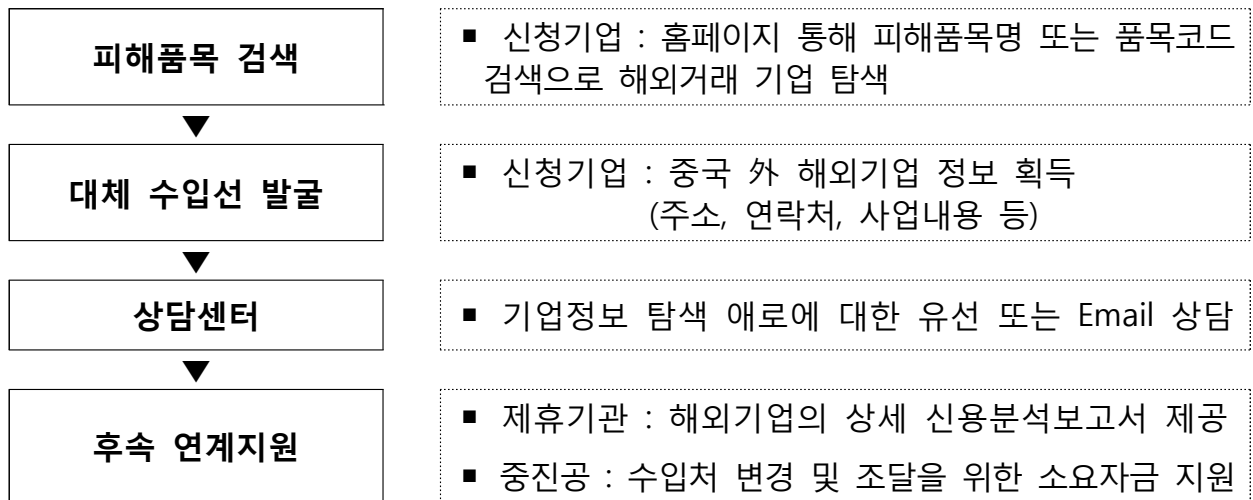 피해품목 검색
■ 신청기업 : 홈페이지 통해 피해품목명 또는 품목코드
검색으로 해외거래 기업 탐색
▼
대체 수입선 발굴
■ 신청기업 : 중국 外 해외기업 정보 획득
(주소, 연락처, 사업내용 등)
▼
상담센터
■ 기업정보 탐색 애로에 대한 유선 또는 Email 상담
▼
후속 연계지원
■ 제휴기관 : 해외기업의 상세 신용분석보고서 제공
■ 중진공 : 수입처 변경 및 조달을 위한 소요자금 지원